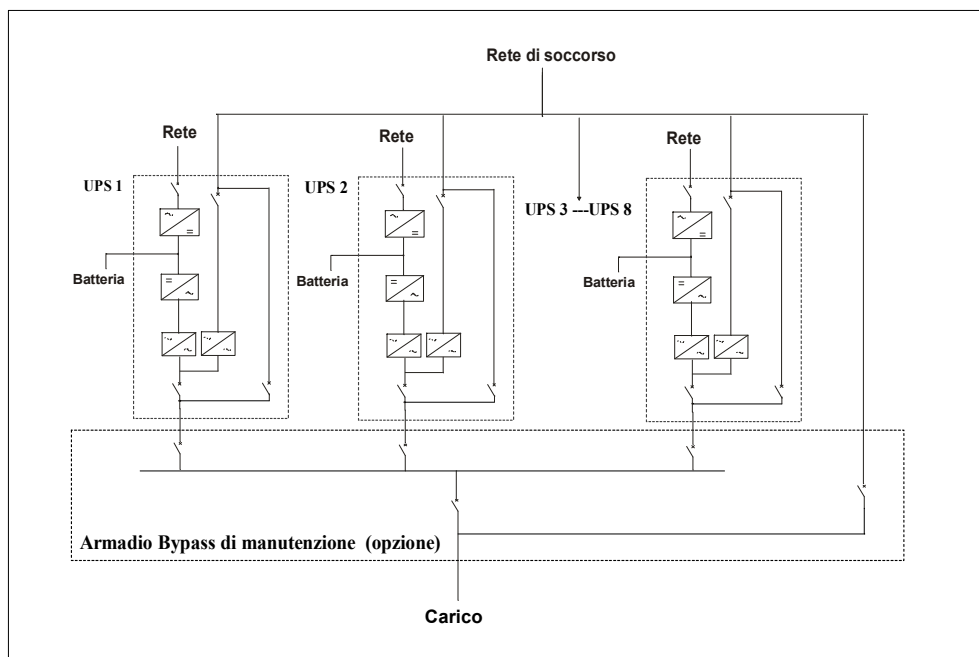 Rete di soccorso
Rete
Rete
Rete
UPS 1
UPS 2
UPS 3 ---UPS 8
Batteria
Batteria
Batteria
Armadio Bypass di manutenzione (opzione)
Carico